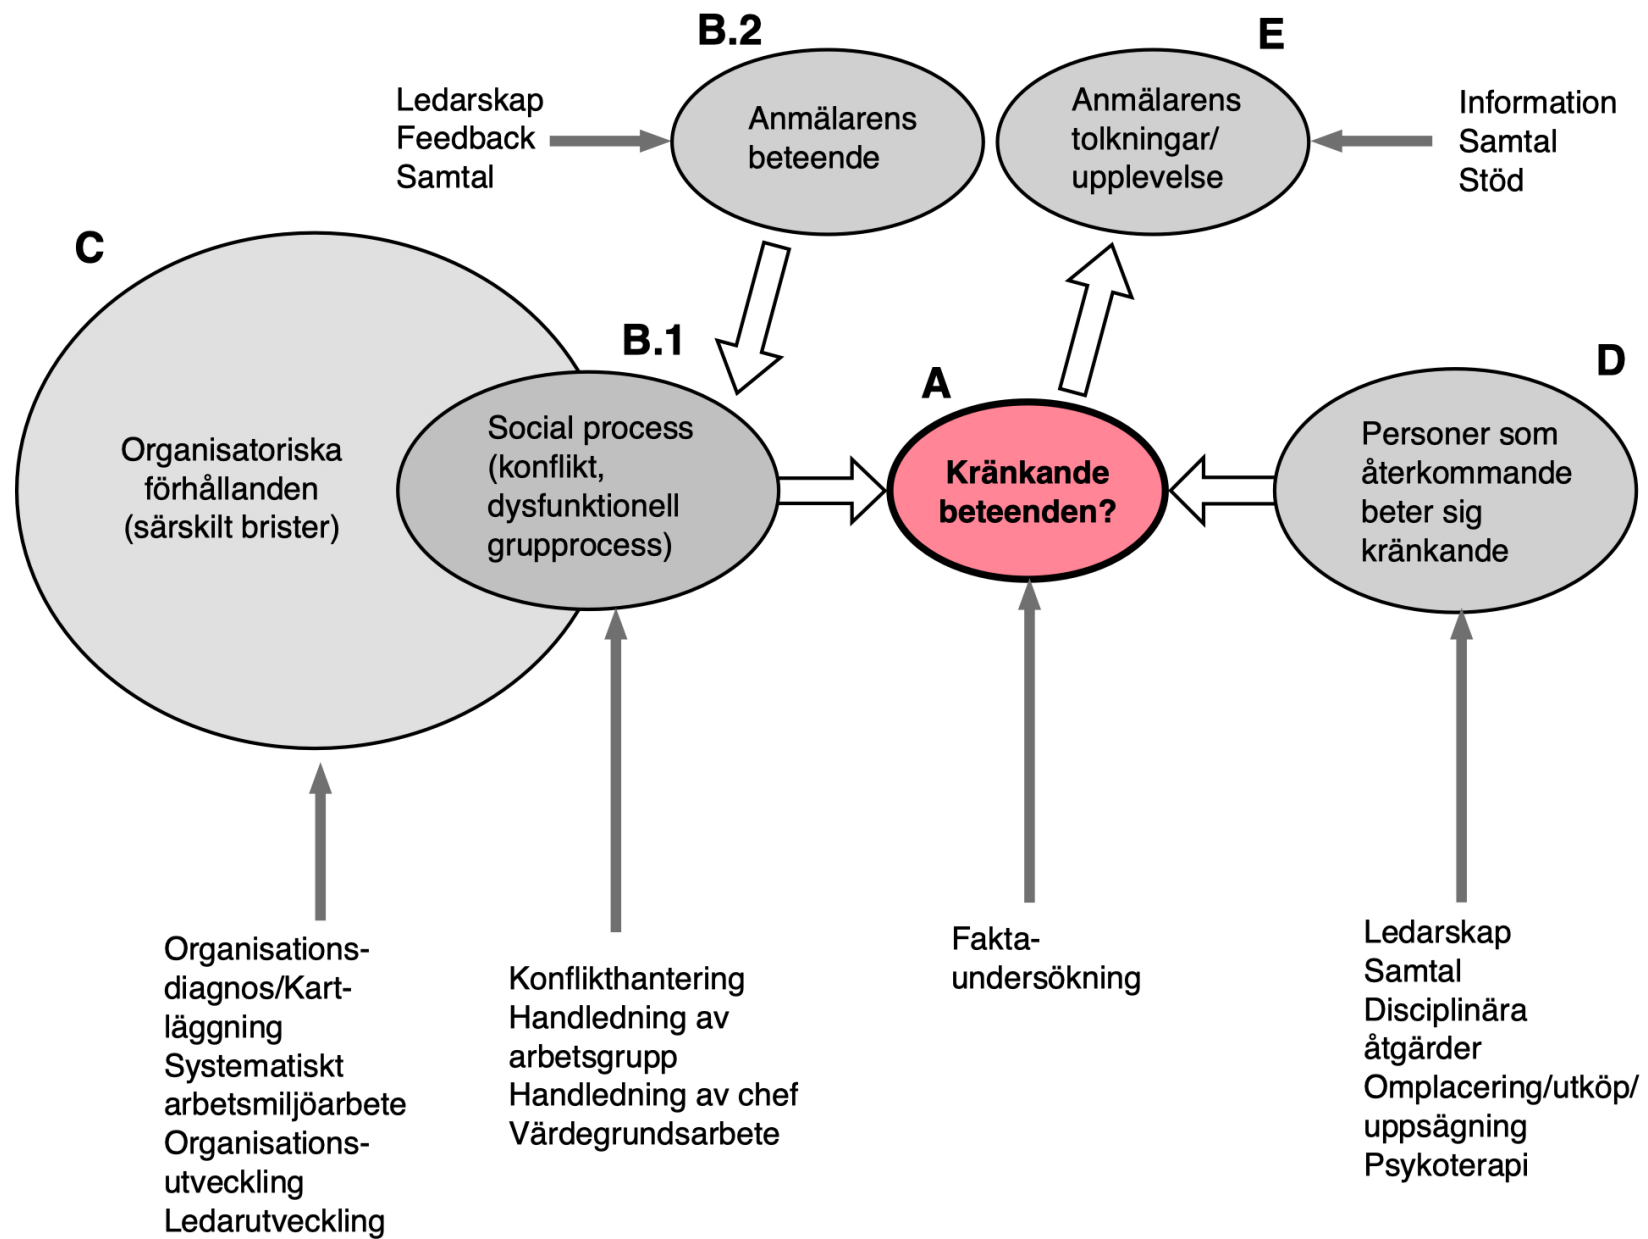 B.2
E
Ledarskap
Feedback
Samtal
Anmälarens
beteende
Anmälarens
tolkningar/
upplevelse
Information
Samtal
Stöd
C
B.1
A
D
Organisatoriska
förhållanden
(särskilt brister)
Social process
(konflikt,
dysfunktionell
grupprocess)
Kränkande
beteenden?
Personer som
återkommande
beter sig
kränkande
Organisations-
diagnos/Kart-
läggning
Systematiskt
arbetsmiljöarbete
Organisations-
utveckling
Ledarutveckling
Konflikthantering
Handledning av
arbetsgrupp
Handledning av chef
Värdegrundsarbete
Fakta-
undersökning
Ledarskap
Samtal
Disciplinära
åtgärder
Omplacering/utköp/
uppsägning
Psykoterapi